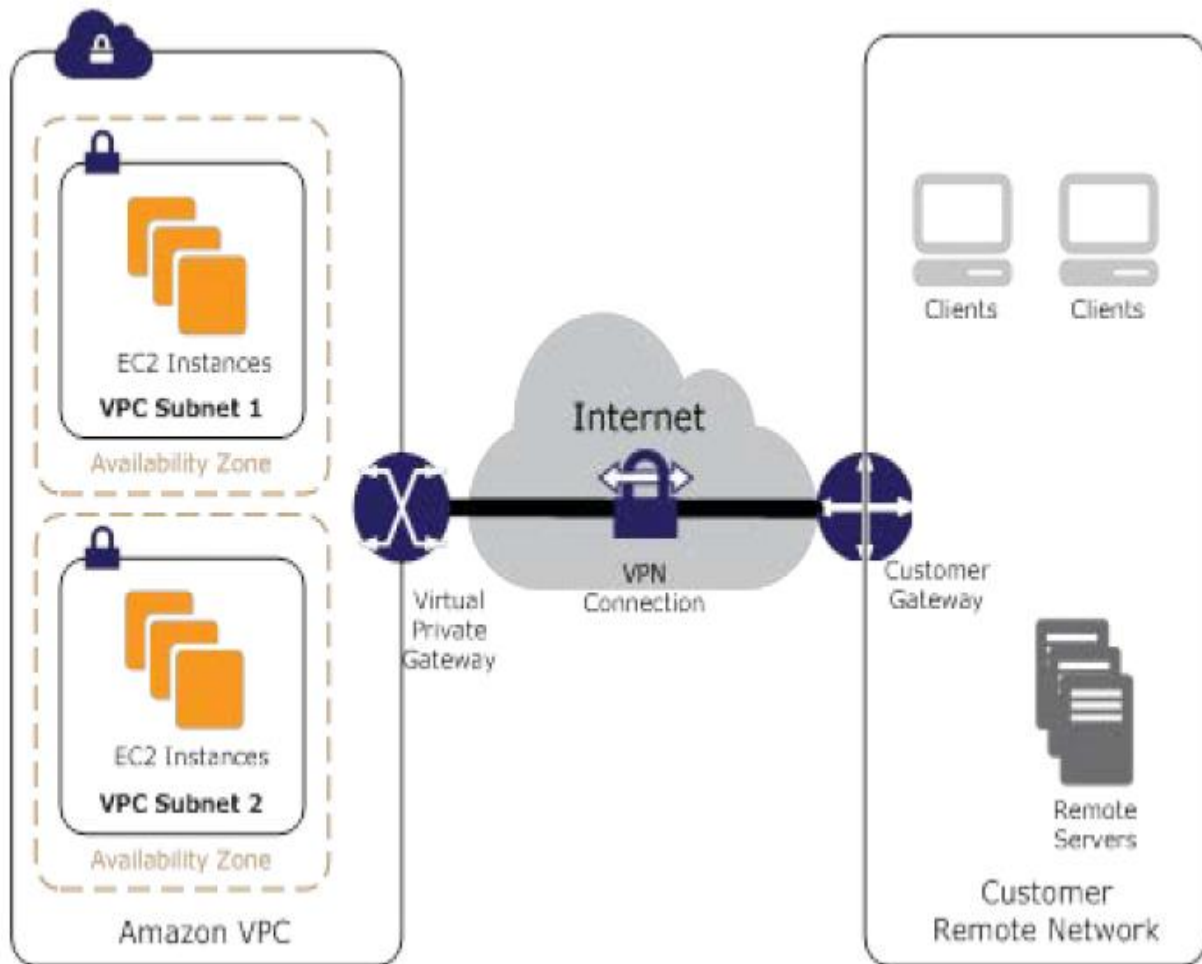 EC2 Instances
VPC Subnet 1
Availability Zone
EC2 Instances
VPC Subnet 2
Availability Zone
Amazon VPC
Virtual
Private
Gateway
Internet
VPN
Connection
Customer
Gateway
Clients
Clients
Remote
Servers
Customer
Remote Network